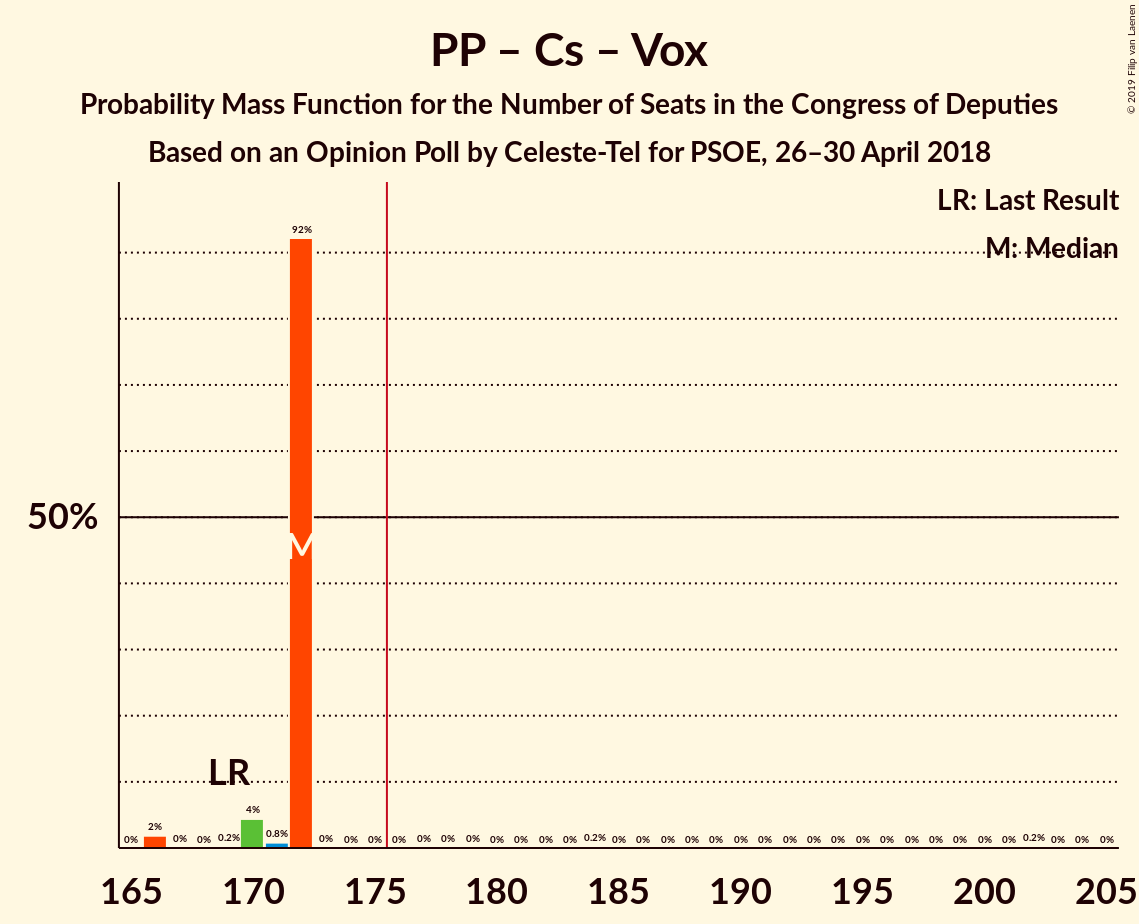 PP – Cs – Vox
Probability Mass Function for the Number of Seats in the Congress of Deputies
Based on an Opinion Poll by Celeste-Tel for PSOE, 26–30 April 2018
© 2019 Filip van Laenen
LR: Last Result
M: Median
92%
50%
M
LR
0% 2% 0% 0% 0.2% 4% 0.8% 0% 0% 0% 0% 0% 0% 0% 0% 0% 0% 0% 0.2% 0% 0% 0% 0% 0% 0% 0% 0% 0% 0% 0% 0% 0% 0% 0% 0% 0% 0.2% 0% 0% 0%
165 170 175 180 185 190 195 200 205